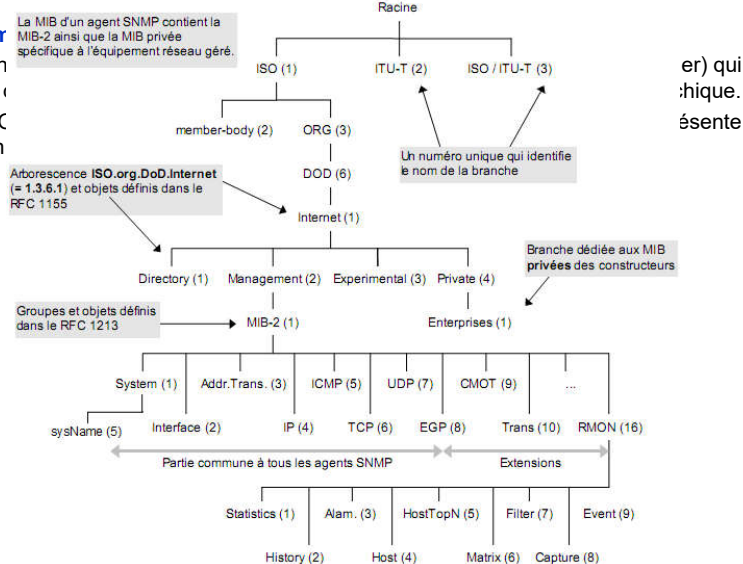 Racine
La MIB d'un agent SNMP contient la
MIB-2 ainsi que la MIB privée
spécifique à l'équipement réseau géré.
er) qui
chique.
ésente
ISO (1)
ITU-T (2)
ISO / ITU-T (3)
member-body (2)
ORG (3)
Un numéro unique qui identifie
le nom de la branche
DOD (6)
Arborescence ISO.org.DoD.Internet
(= 1.3.6.1) et objets définis dans le
RFC 1155
Internet (1)
Branche dédiée aux MIB
privées des constructeurs
Directory (1)
Management (2)
Experimental (3)
Private (4)
Groupes et objets définis
dans le RFC 1213
MIB-2 (1)
Enterprises (1)
System (1)
Addr.Trans. (3)
ICMP (5)
UDP (7)
CMOT (9)
...
sysName (5)
Interface (2)
IP (4)
TCP (6)
EGP (8)
Trans (10)
RMON (16)
Partie commune à tous les agents SNMP
Extensions
Statistics (1)
Alam. (3)
HostTopN (5)
Filter (7)
Event (9)
History (2)
Host (4)
Matrix (6)
Capture (8)